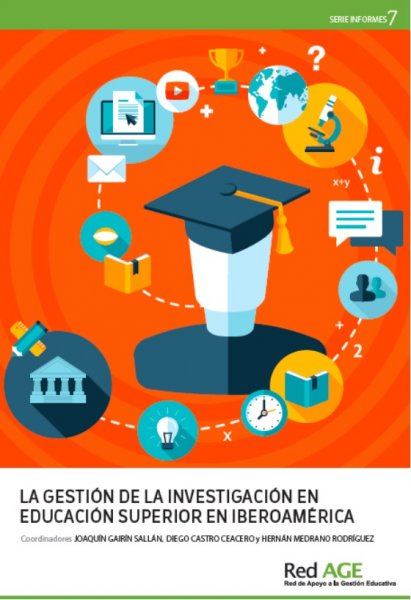 SERIE INFORMES 7
?
+
i
x÷y
+
2
x
LA GESTIÓN DE LA INVESTIGACIÓN EN
EDUCACIÓN SUPERIOR EN IBEROAMÉRICA
Coordinadores JOAQUÍN GAIRÍN SALLÁN, DIEGO CASTRO CEACERO y HERNÁN MEDRANO RODRÍGUEZ
Red AGE
Red de Apoyo a la Gestión Educativa